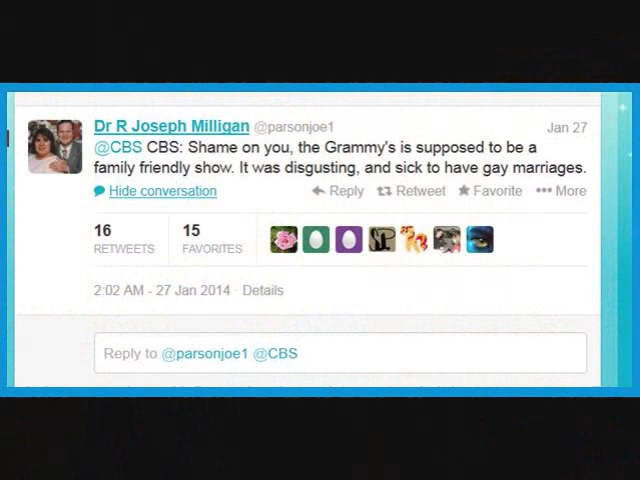 Dr R Joseph Milligan @parsonjoe1 Jan 27
@CBS CBS: Shame on you, the Grammy's is supposed to be a
family friendly show. It was disgusting, and sick to have gay marriages.
Hide conversation Reply Retweet Favorite More
16 15
RETWEETS FAVORITES
2:02 AM - 27 Jan 2014 · Details
Reply to @parsonjoe1 @CBS